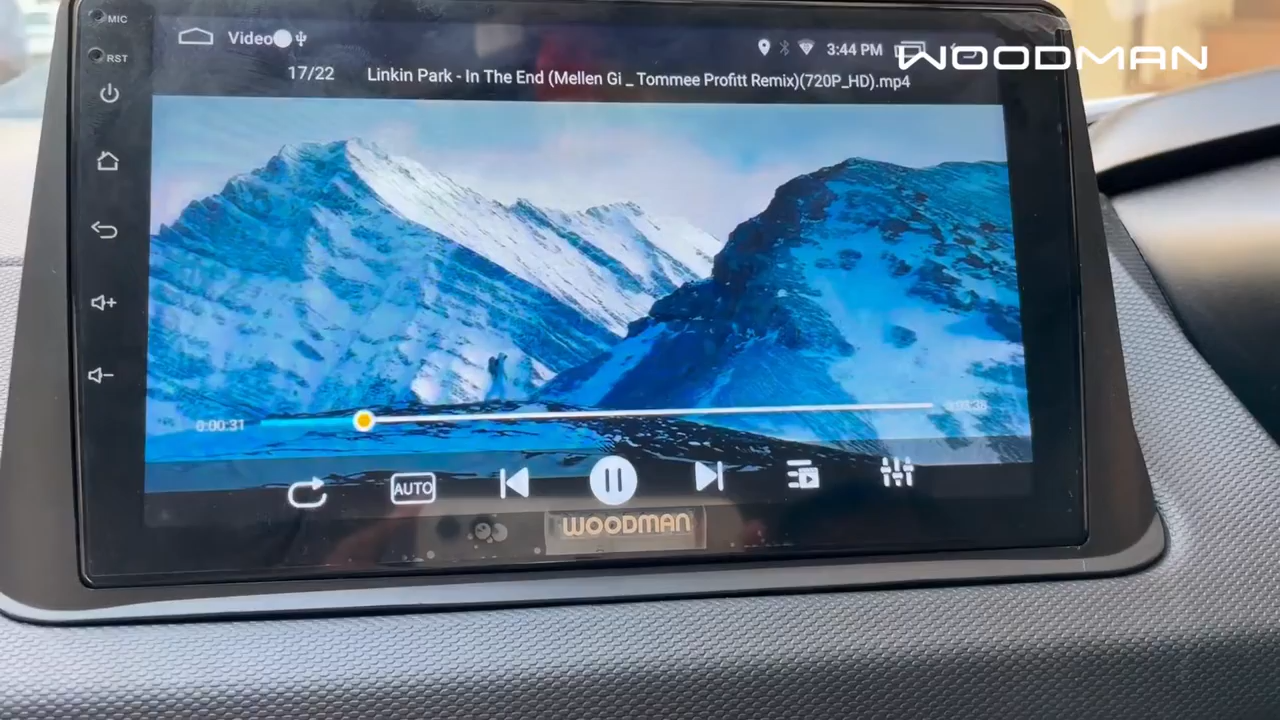 MIC
Video
3:44 PM
WOODMAN
RST
17/22
Linkin Park - In The End (Mellen Gi _ Tommee Profitt Remix)(720P_HD).mp4
0:00:31
AUTO
WOODMAN